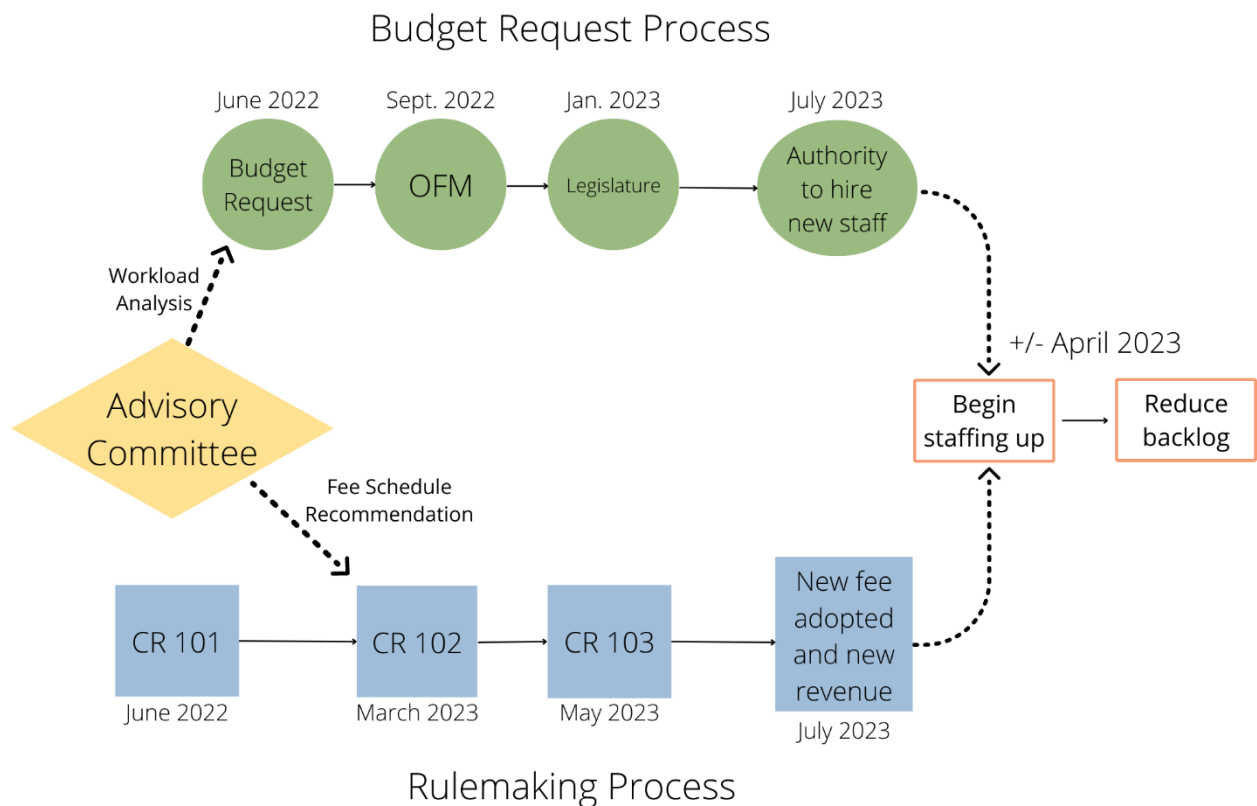 Budget Request Process
June 2022
Sept. 2022
Jan. 2023
July 2023
Budget
Request
OFM
Legislature
Authority
to hire
new staff
Workload
Analysis
+/- April 2023
Advisory
Committee
Begin
staffing up
Reduce
backlog
Fee Schedule
Recommendation
CR 101
CR 102
CR 103
New fee
adopted
and new
revenue
June 2022
March 2023
May 2023
July 2023
Rulemaking Process